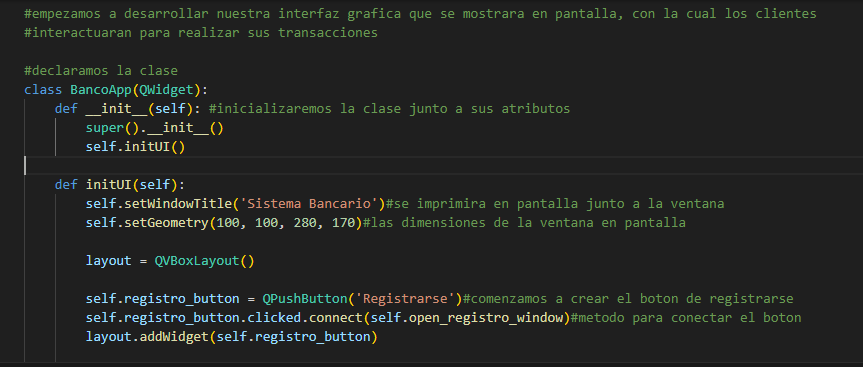 #empezamos a desarrollar nuestra interfaz grafica que se mostrara en pantalla, con la cual los clientes
#interactuaran para realizar sus transacciones
#declaramos la clase
class BancoApp(QWidget):
    def __init__(self): #inicializaremos la clase junto a sus atributos
        super().__init__()
        self.initUI()
    def initUI(self):
        self.setWindowTitle('Sistema Bancario')#se imprimira en pantalla junto a la ventana
        self.setGeometry(100, 100, 280, 170)#las dimensiones de la ventana en pantalla
        layout = QVBoxLayout()
        self.registro_button = QPushButton('Registrarse')#comenzamos a crear el boton de registrarse
        self.registro_button.clicked.connect(self.open_registro_window)#metodo para conectar el boton
        layout.addWidget(self.registro_button)